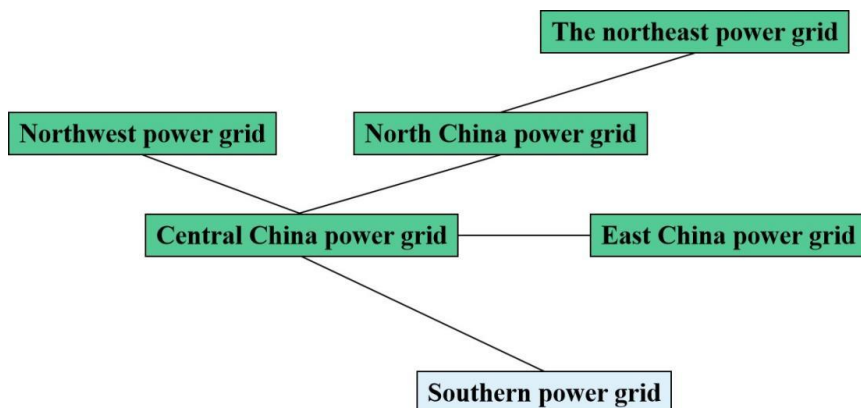 The northeast power grid
Northwest power grid
North China power grid
Central China power grid
East China power grid
Southern power grid